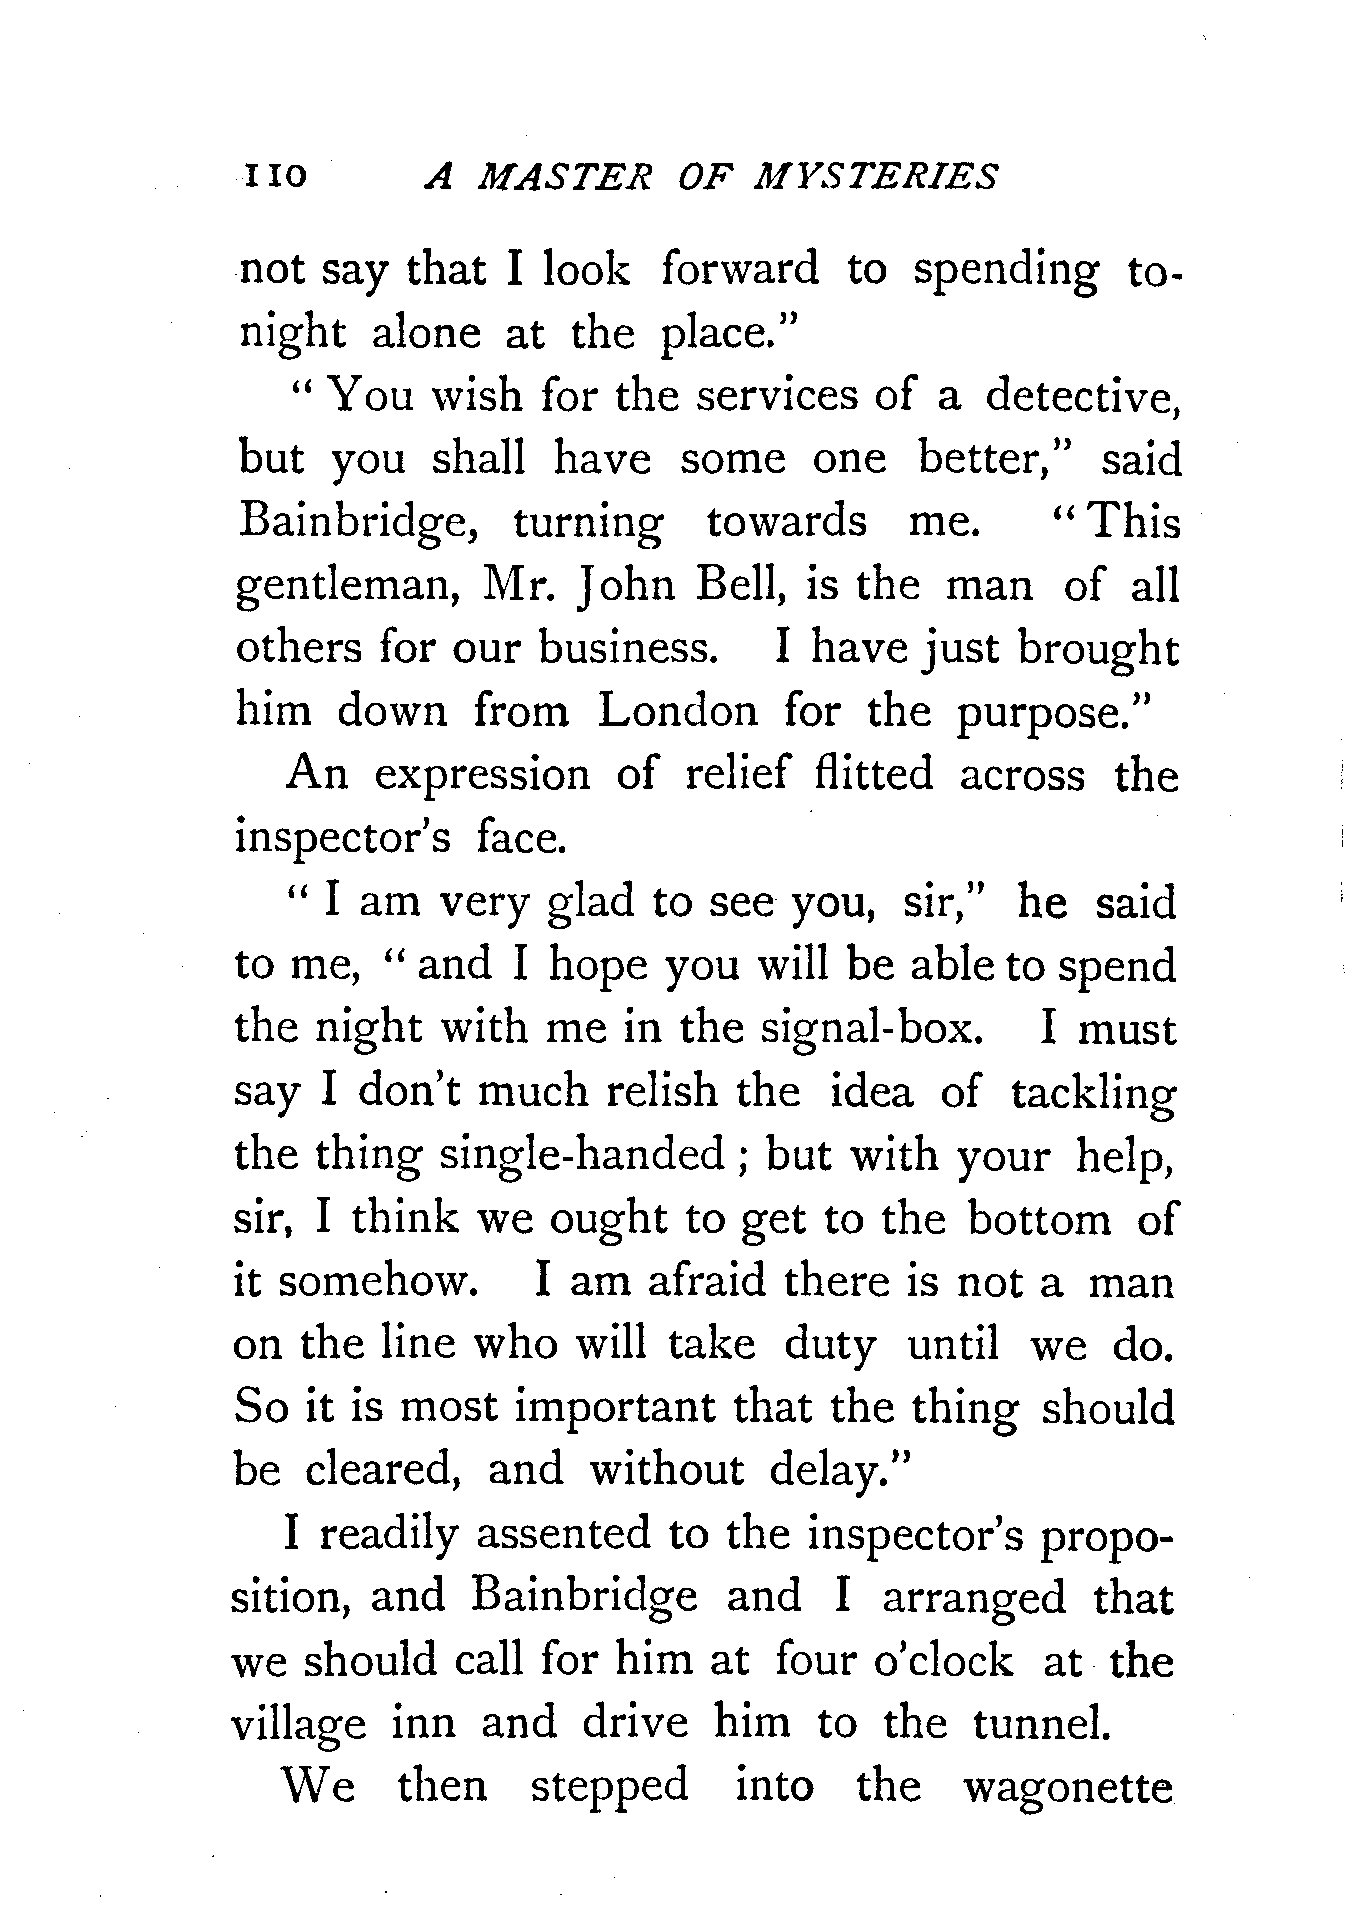 110 A MASTER OF MYSTERIES
not say that I look forward to spending to-
night alone at the place."
" You wish for the services of a detective,
but you shall have some one better," said
Bainbridge, turning towards me. " This
gentleman, Mr. John Bell, is the man of all
others for our business. I have just brought
him down from London for the purpose."
An expression of relief flitted across the
inspector's face.
" I am very glad to see you, sir," he said
to me, " and I hope you will be able to spend
the night with me in the signal-box. I must
say I don't much relish the idea of tackling
the thing single-handed ; but with your help,
sir, I think we ought to get to the bottom of
it somehow. I am afraid there is not a man
on the line who will take duty until we do.
So it is most important that the thing should
be cleared, and without delay."
I readily assented to the inspector's propo-
sition, and Bainbridge and I arranged that
we should call for him at four o'clock at the
village inn and drive him to the tunnel.
We then stepped into the wagonette